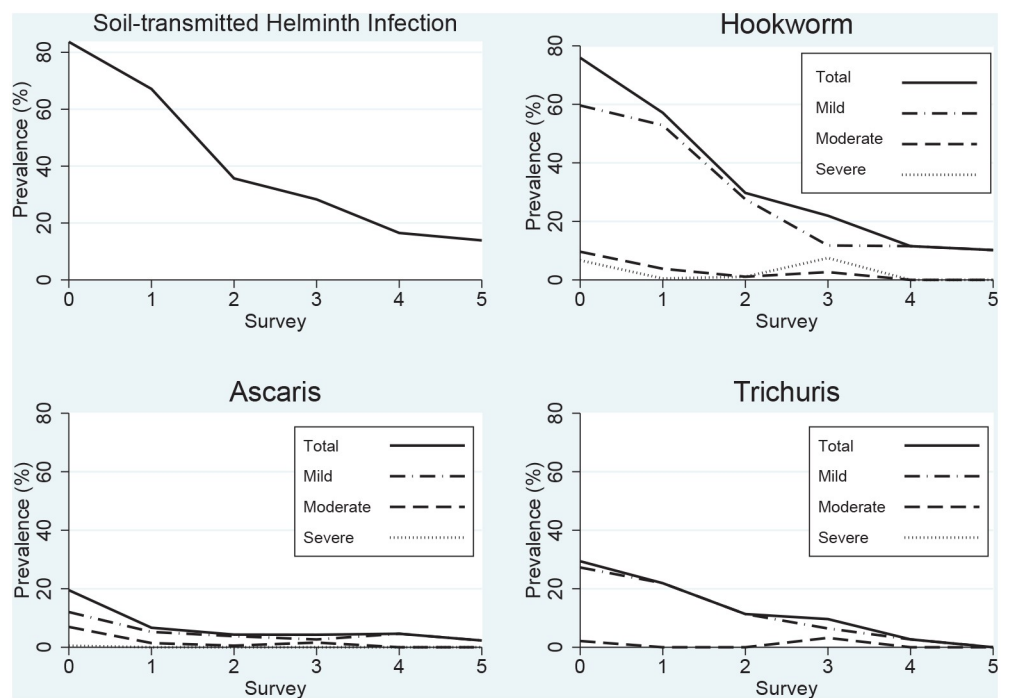 Soil-transmitted Helminth Infection
Prevalence (%)
80
60
40
20
0
0 1 2 3 4 5
Survey
Hookworm
Prevalence (%)
80
60
40
20
0
Total
Mild
Moderate
Severe
0 1 2 3 4 5
Survey
Ascaris
Prevalence (%)
80
60
40
20
0
Total
Mild
Moderate
Severe
0 1 2 3 4 5
Survey
Trichuris
Prevalence (%)
80
60
40
20
0
Total
Mild
Moderate
Severe
0 1 2 3 4 5
Survey